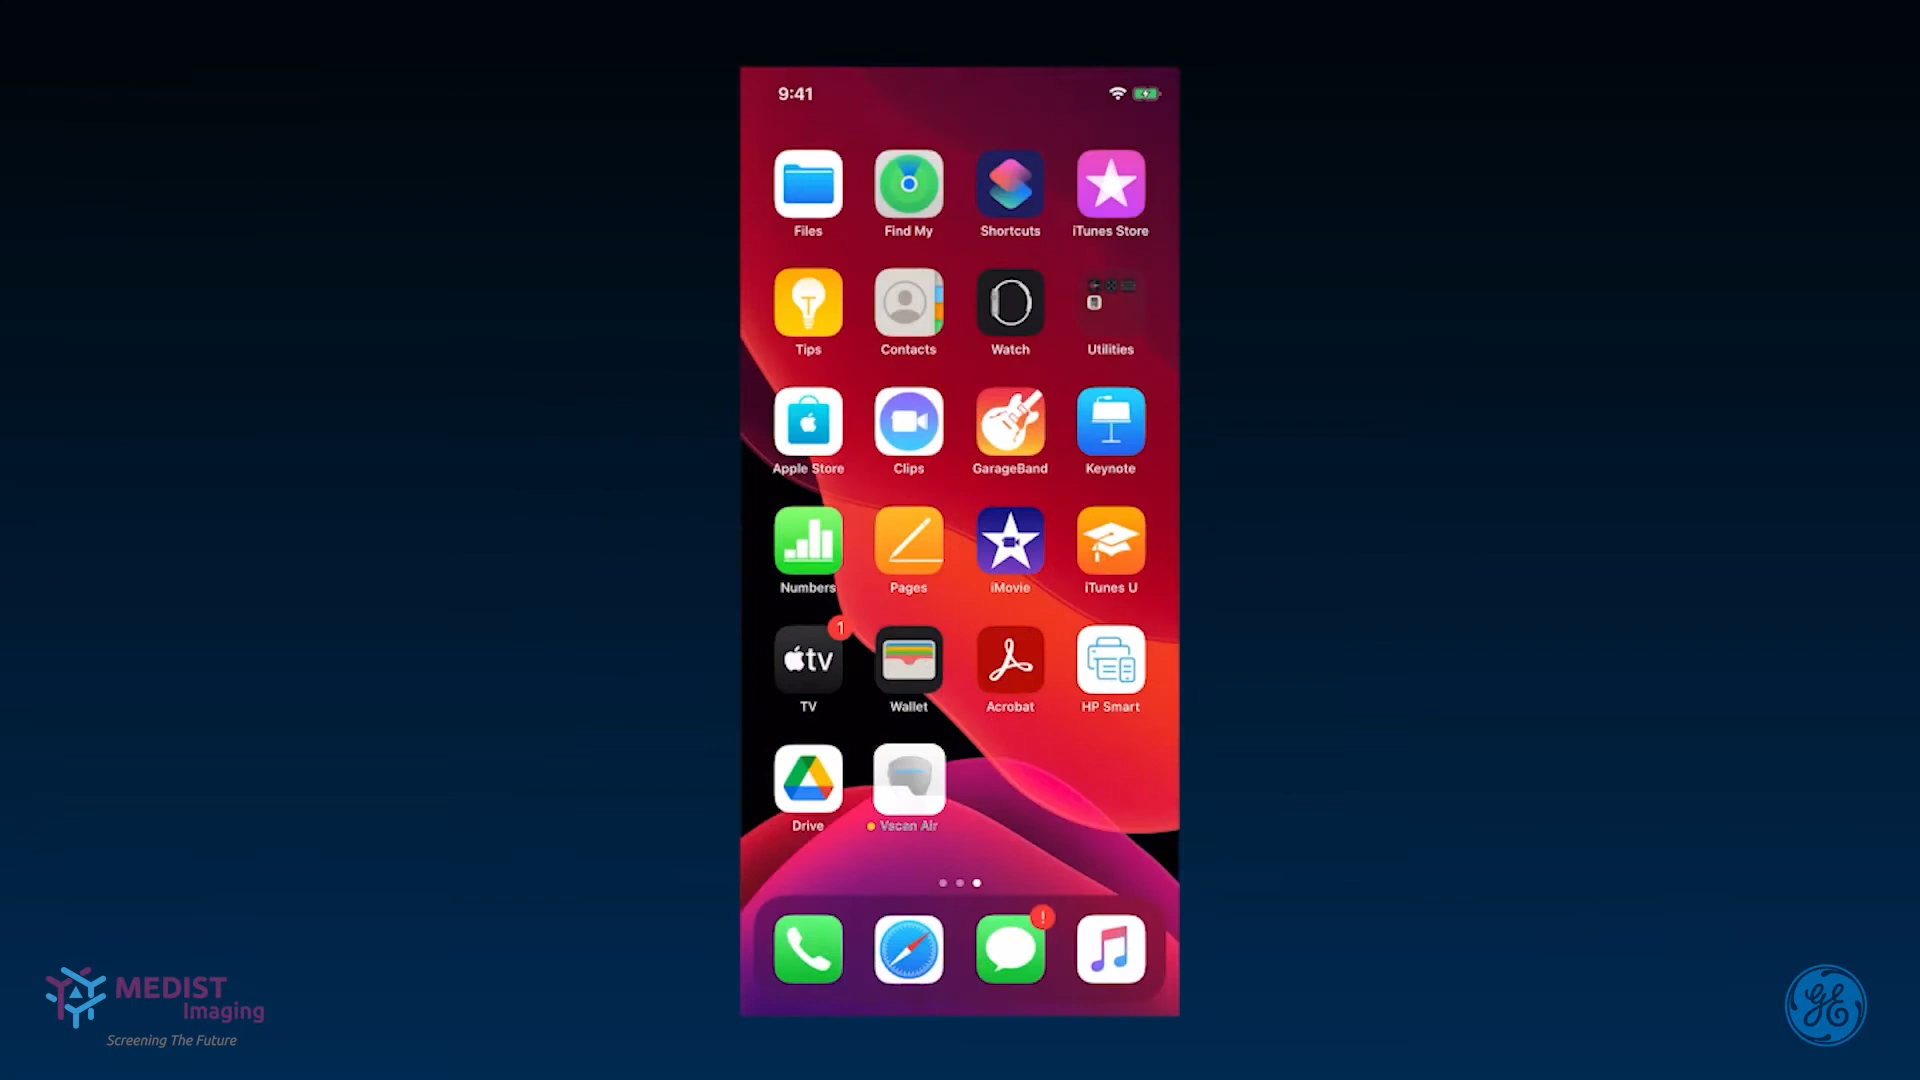 9:41
Files
Find My
Shortcuts
iTunes Store
Tips
Contacts
Watch
Utilities
Apple Store
Clips
GarageBand
Keynote
Numbers
Pages
iMovie
iTunes U
1
tv
TV
Wallet
Acrobat
HP Smart
Drive
Vscan Air
!
MEDIST
Imaging
Screening The Future
GE